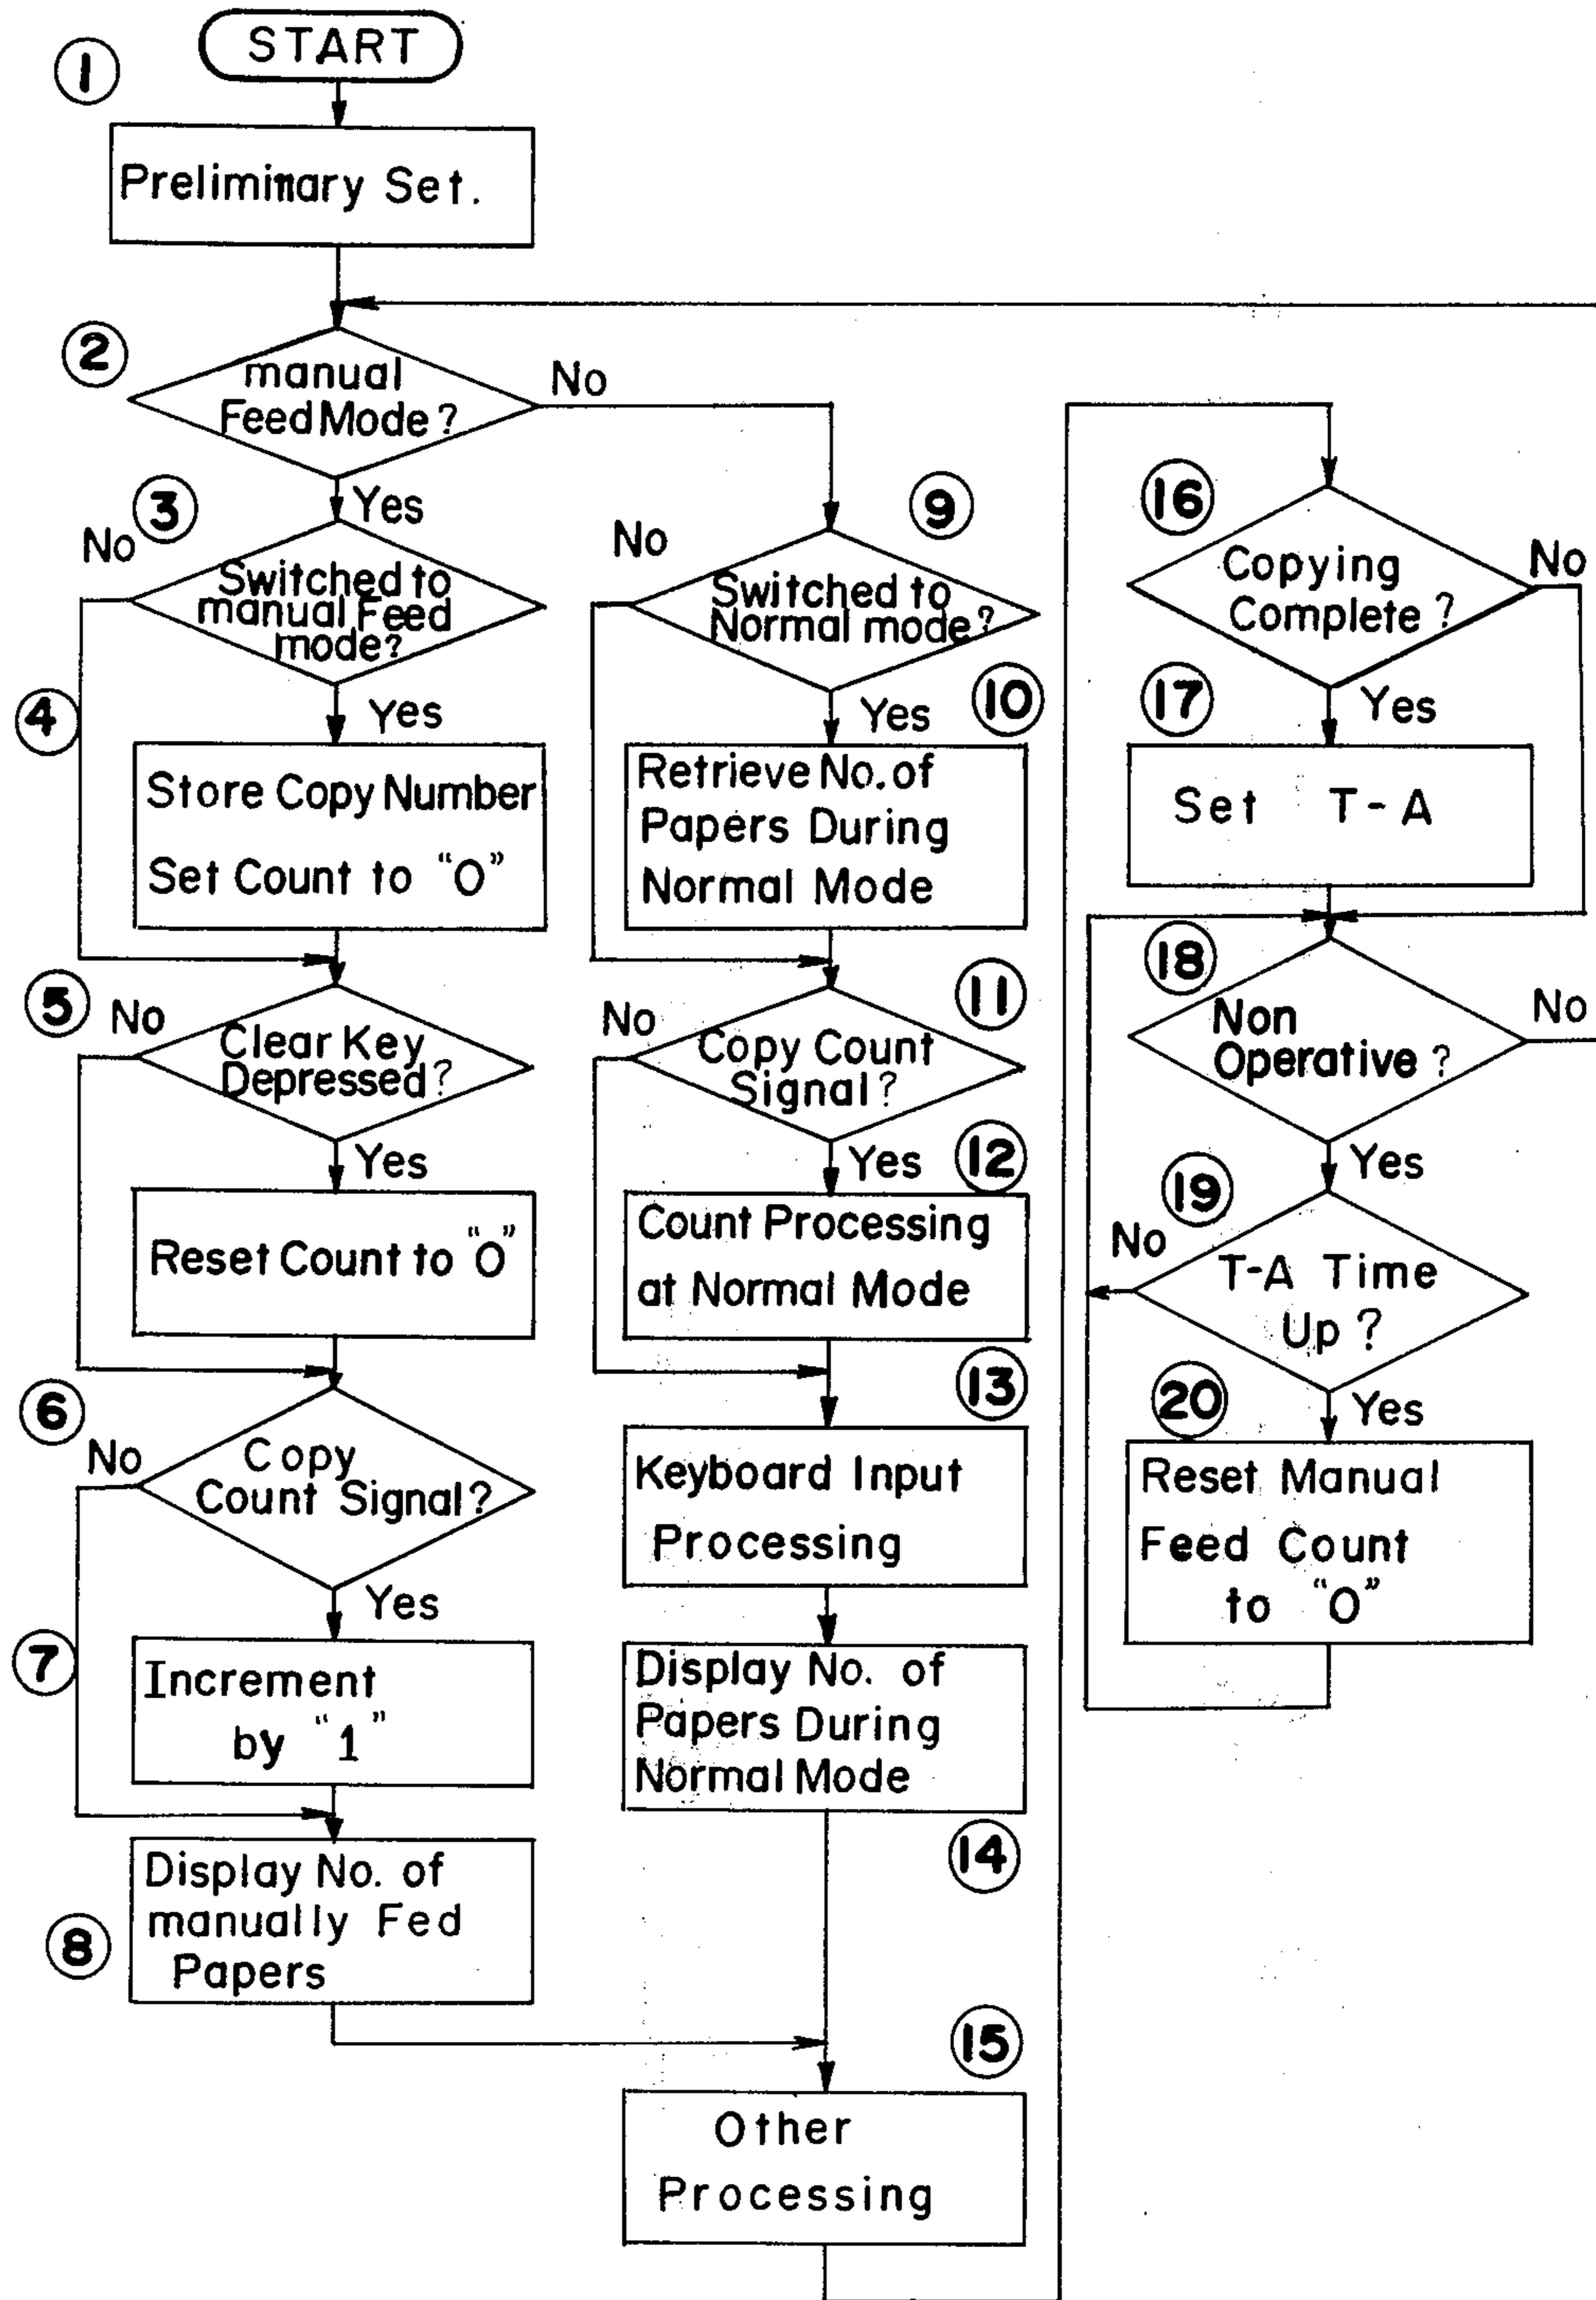 START
1
Preliminary Set.
2
manual
Feed Mode?
No
Yes
3
No
Switched to
manual Feed
mode?
Yes
4
Store Copy Number
Set Count to “0”
5
No
Clear Key
Depressed?
Yes
Reset Count to “0”
6
No
Copy
Count Signal?
Yes
7
Increment
by “1”
8
Display No. of
manually Fed
Papers
9
No
Switched to
Normal mode?
Yes
10
Retrieve No. of
Papers During
Normal Mode
11
No
Copy Count
Signal?
Yes
12
Count Processing
at Normal Mode
13
Keyboard Input
Processing
Display No. of
Papers During
Normal Mode
14
15
Other
Processing
16
Copying
Complete?
No
Yes
17
Set T-A
18
Non
Operative?
No
Yes
19
No
T-A Time
Up?
Yes
20
Reset Manual
Feed Count
to “0”